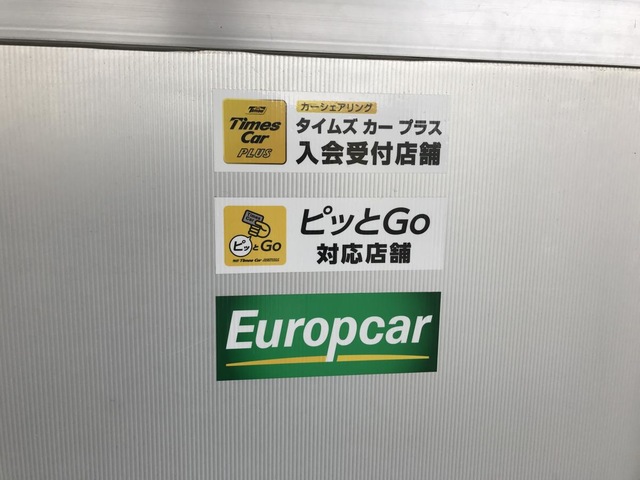 Times
Car
PLUS
カーシェアリング
タイムズ カー プラス
入会受付店舗
ピッとGo
ピッとGo
対応店舗
Europcar